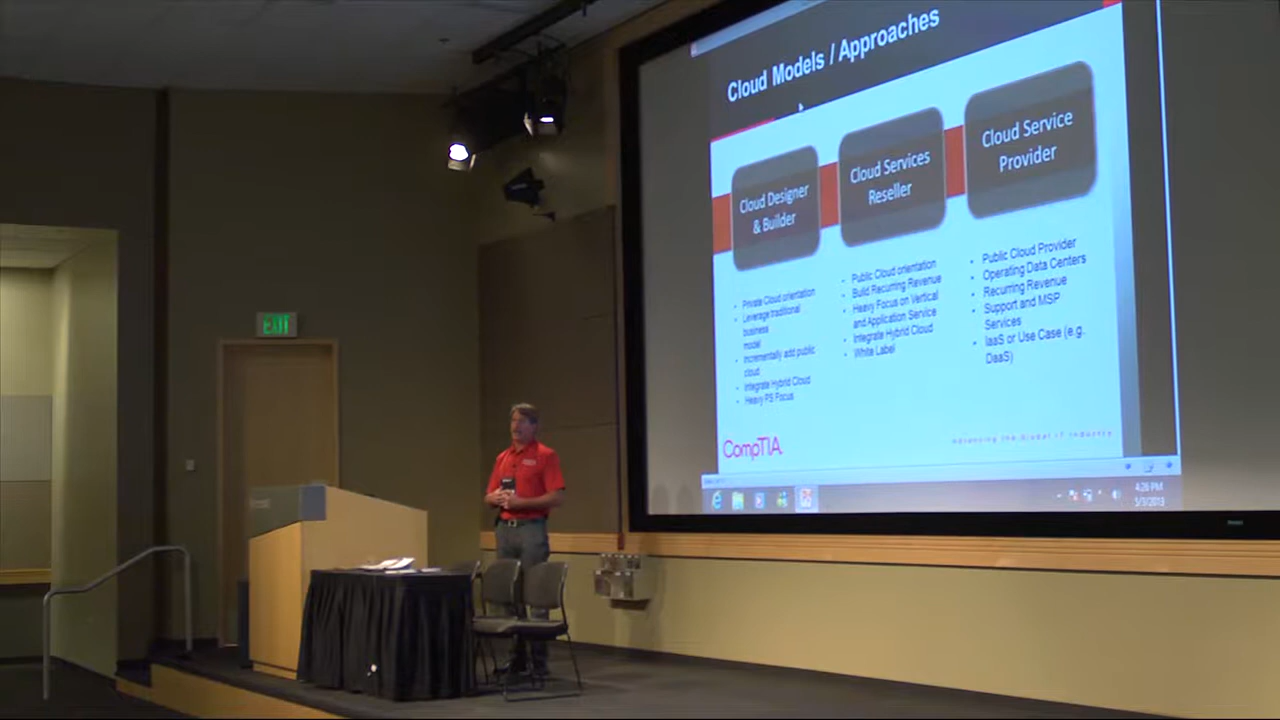 Cloud Models / Approaches
Cloud Designer
& Builder
Cloud Services
Reseller
Cloud Service
Provider
Private Cloud orientation
Leverage traditional
business
model
Incrementally add public
cloud
Integrate Hybrid Cloud
Heavy PS Focus
Public Cloud orientation
Build Recurring Revenue
Heavy Focus on Vertical
and Application Service
Integrate Hybrid Cloud
White Label
Public Cloud Provider
Operating Data Centers
Recurring Revenue
Support and MSP
Services
IaaS or Use Case (e.g.
DaaS)
CompTIA
Advancing the Global IT Industry
4:26 PM
EXIT